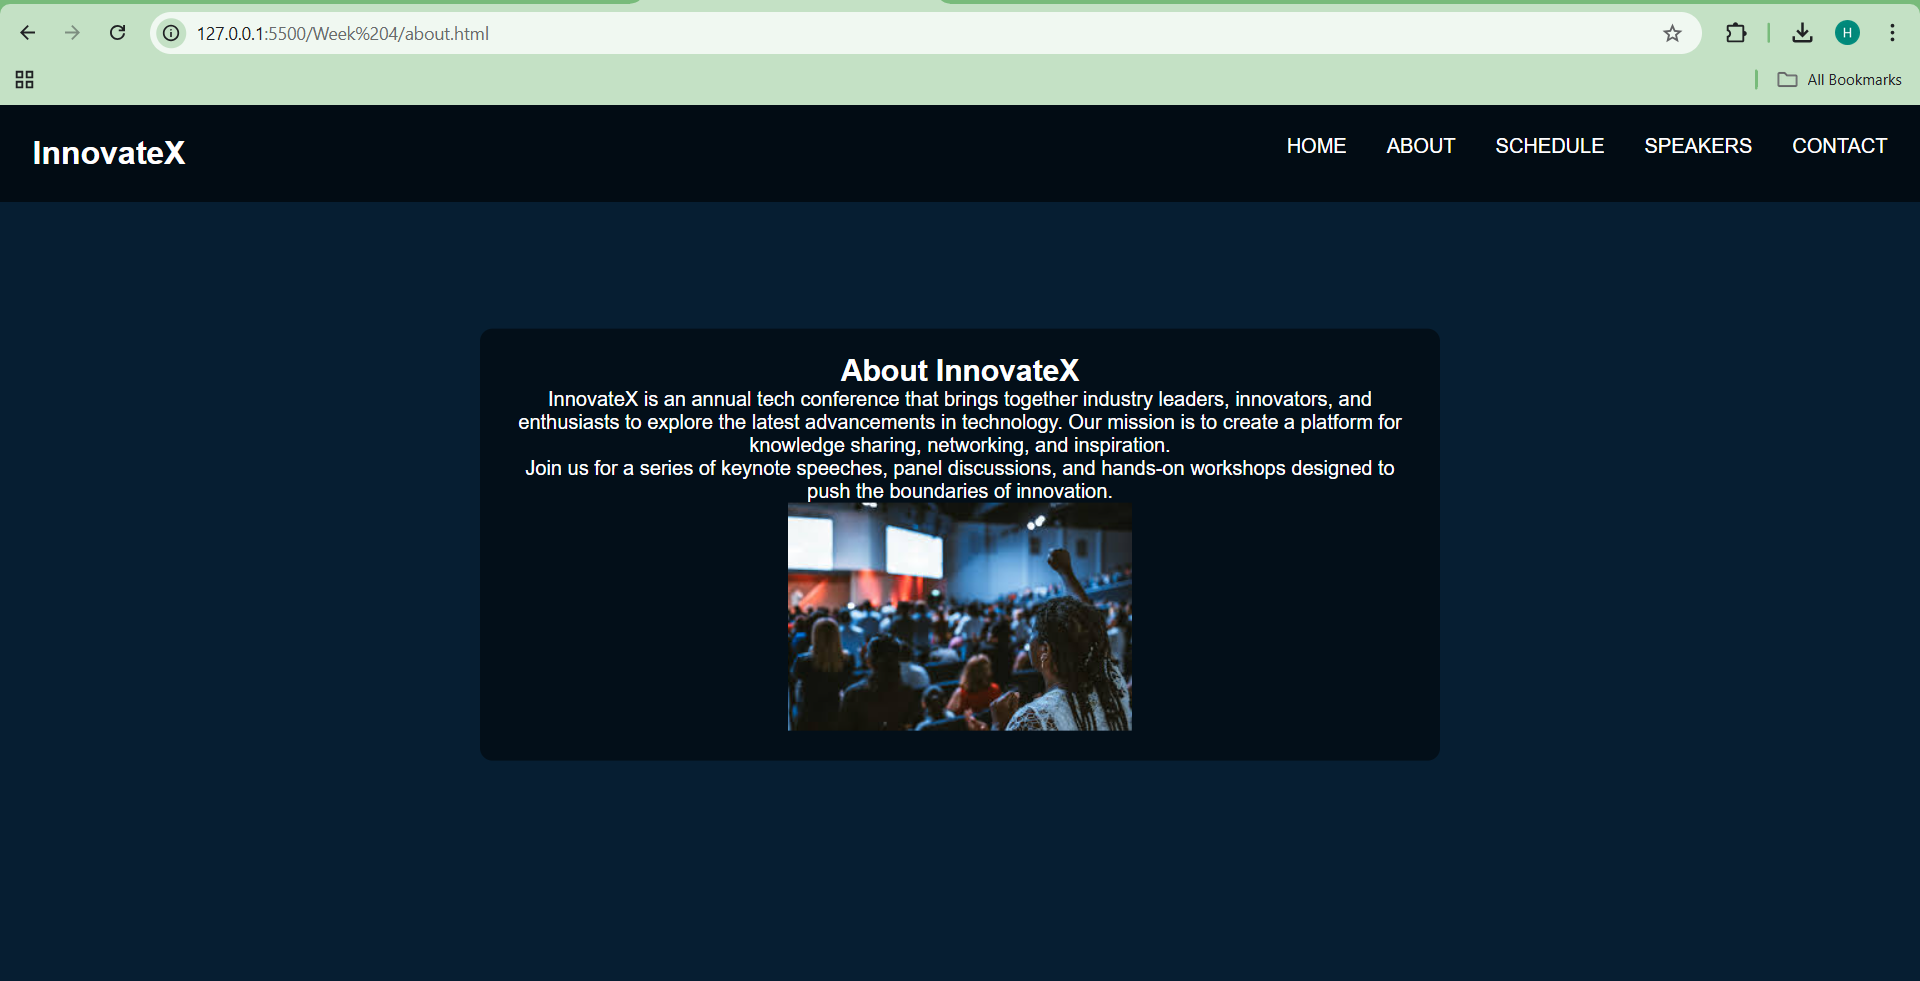 127.0.0.1:5500/Week%204/about.html
H
All Bookmarks
InnovateX
HOME ABOUT SCHEDULE SPEAKERS CONTACT
About InnovateX
InnovateX is an annual tech conference that brings together industry leaders, innovators, and
enthusiasts to explore the latest advancements in technology. Our mission is to create a platform for
knowledge sharing, networking, and inspiration.
Join us for a series of keynote speeches, panel discussions, and hands-on workshops designed to
push the boundaries of innovation.